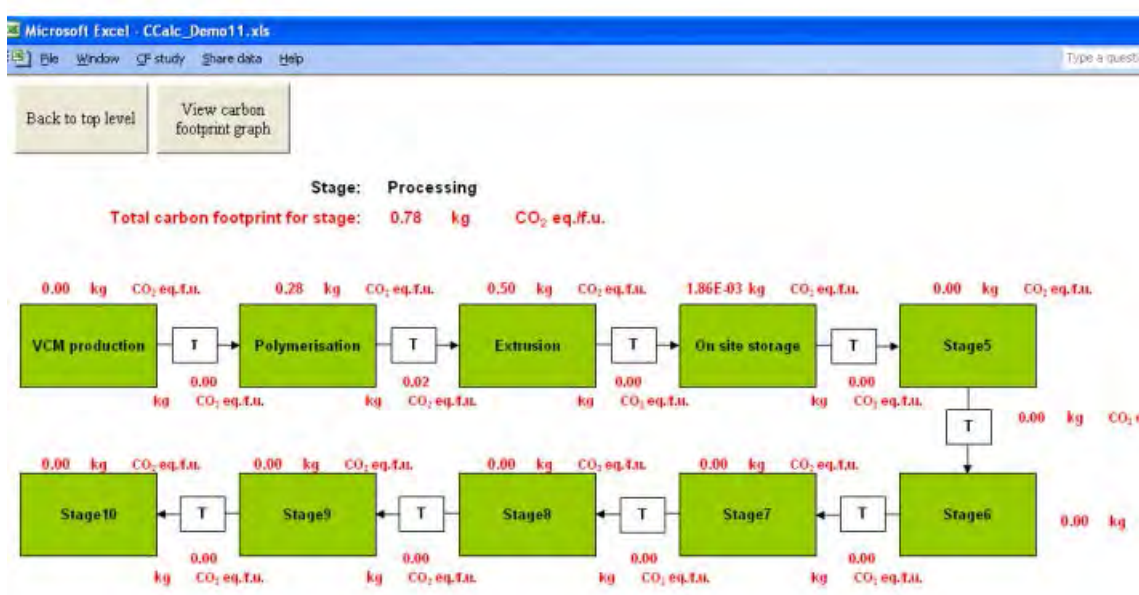 Microsoft Excel - CCalc_Demo11.xls
File Window CF study Share data Help
Type a questi
Back to top level
View carbon
footprint graph
Stage: Processing
Total carbon footprint for stage: 0.78 kg CO₂ eq./f.u.
0.00 kg CO₂ eq.f.u. 0.28 kg CO₂ eq.f.u. 0.50 kg CO₂ eq.f.u. 1.86E-03 kg CO₂ eq.f.u. 0.00 kg CO₂ eq.f.u.
VCM production T Polymerisation T Extrusion T On site storage T Stage5
0.00 0.02 0.00 0.00
kg CO₂ eq.f.u. kg CO₂ eq.f.u. kg CO₂ eq.f.u. kg CO₂ eq.f.u.
T 0.00 kg CO₂
0.00 kg CO₂ eq.f.u. 0.00 kg CO₂ eq.f.u. 0.00 kg CO₂ eq.f.u. 0.00 kg CO₂ eq.f.u.
Stage10 T Stage9 T Stage8 T Stage7 T Stage6 0.00 kg
0.00 0.00 0.00 0.00
kg CO₂ eq.f.u. kg CO₂ eq.f.u. kg CO₂ eq.f.u. kg CO₂ eq.f.u.